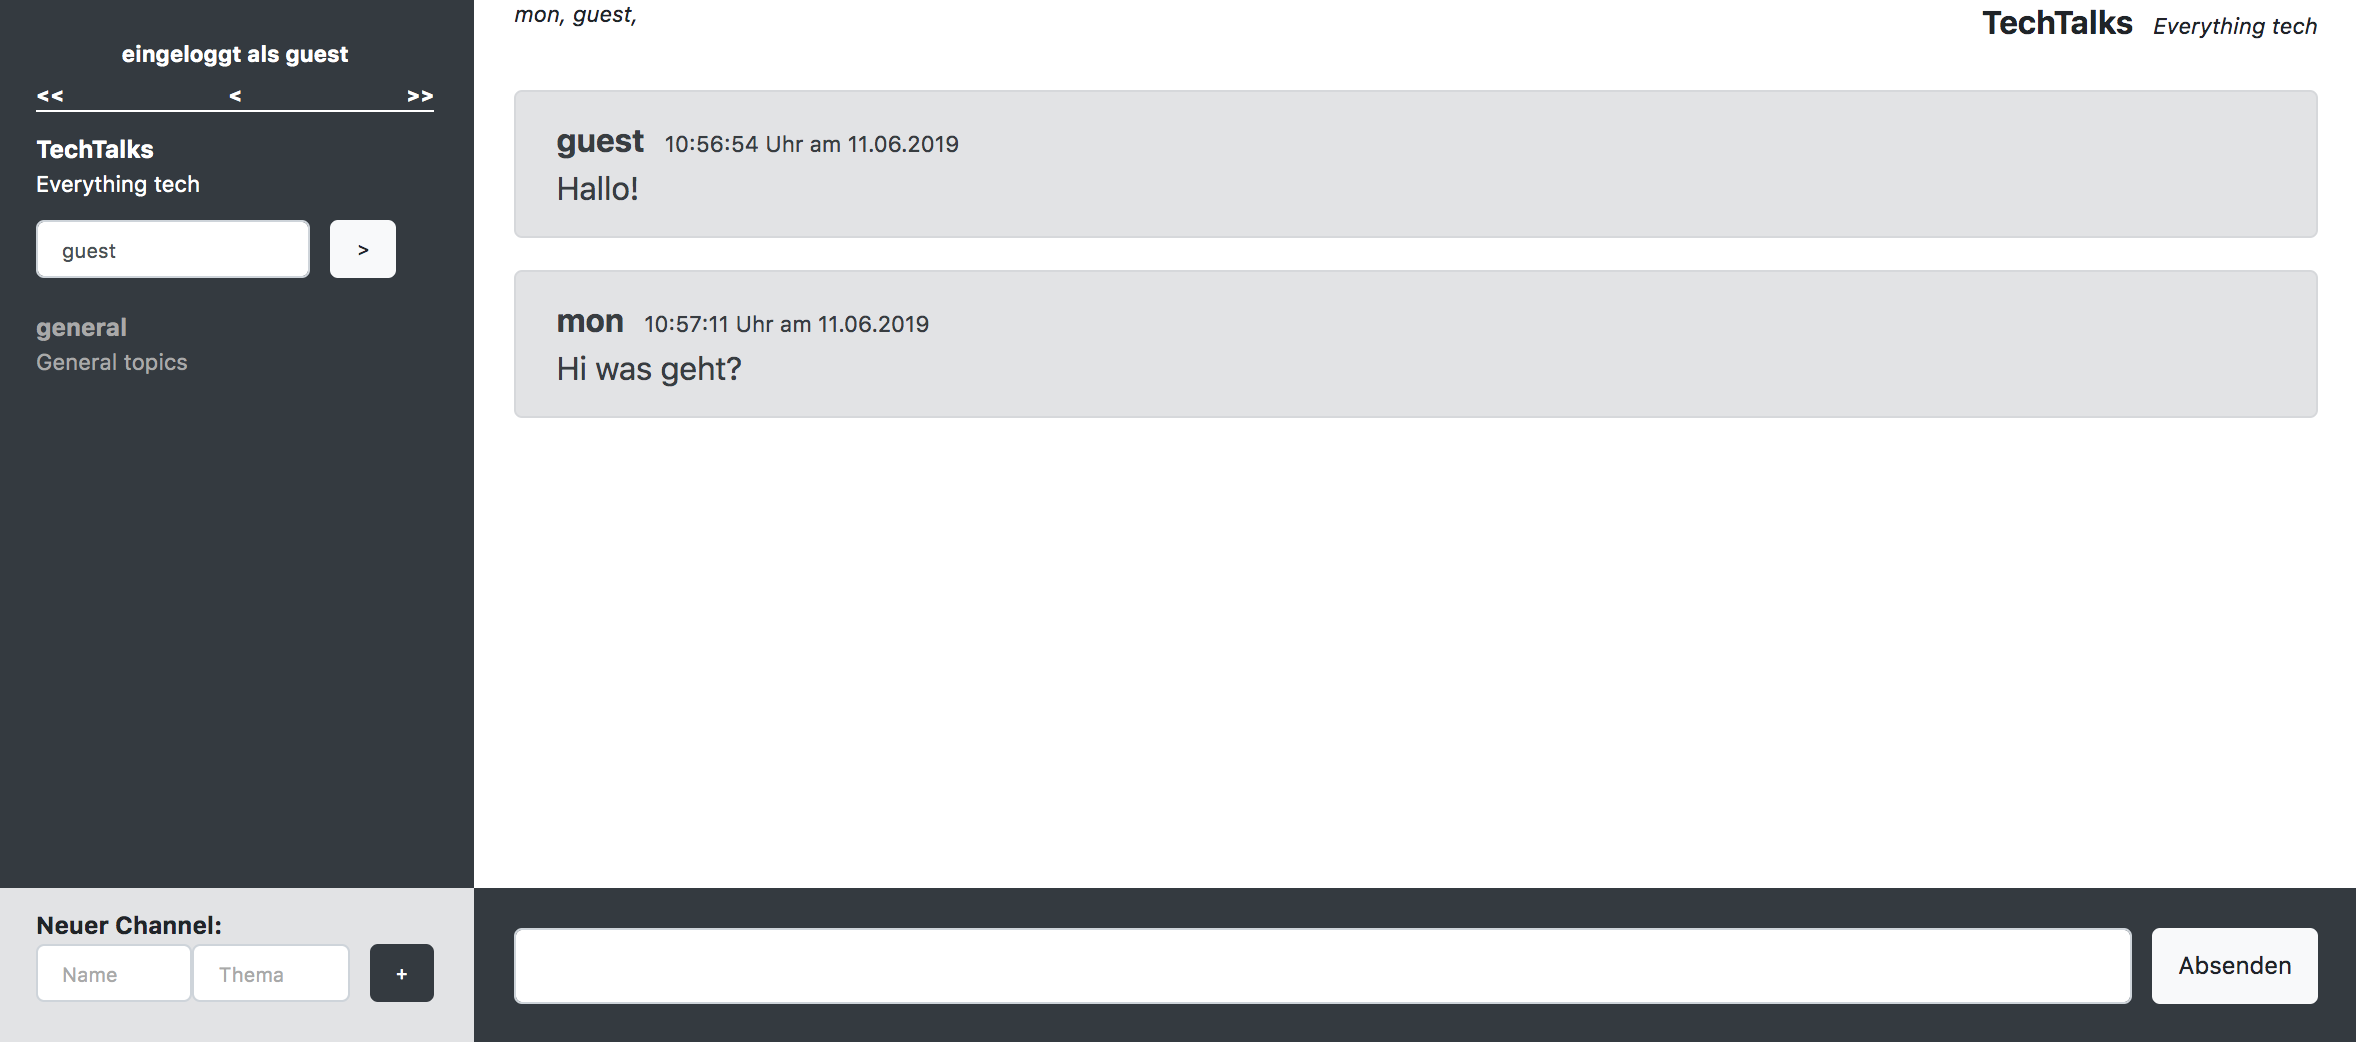 eingeloggt als guest
<< < >>
TechTalks
Everything tech
guest >
general
General topics
Neuer Channel:
Name Thema +
mon, guest,
TechTalks Everything tech
guest 10:56:54 Uhr am 11.06.2019
Hallo!
mon 10:57:11 Uhr am 11.06.2019
Hi was geht?
Absenden